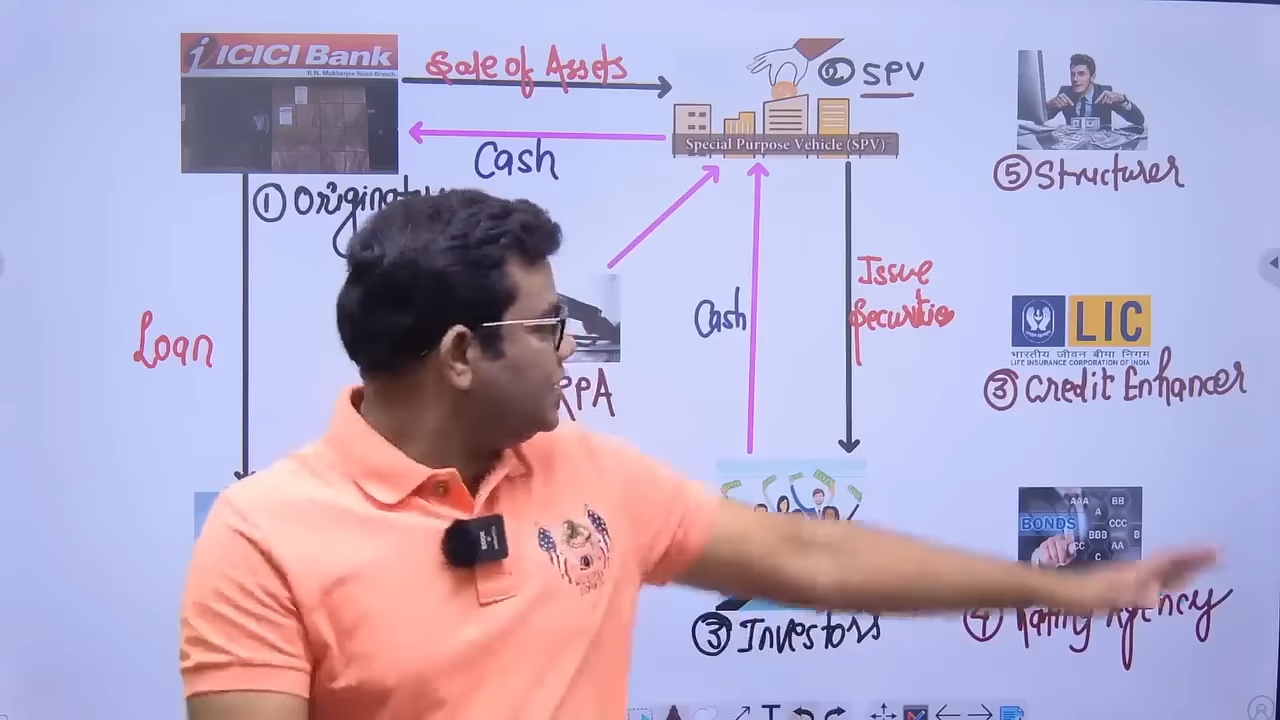 ICICI Bank
R.N. Mukherjee Road Branch
Sale of Assets
② SPV
Special Purpose Vehicle (SPV)
Cash
① Originator
⑤ Structurer
Loan
Cash
Issue
Securities
LIC
भारतीय जीवन बीमा निगम
LIFE INSURANCE CORPORATION OF INDIA
③ Credit Enhancer
RPA
AAA BB
A
BONDS CCC
BBB B
CC AA
C
③ Investors
④ Rating Agency